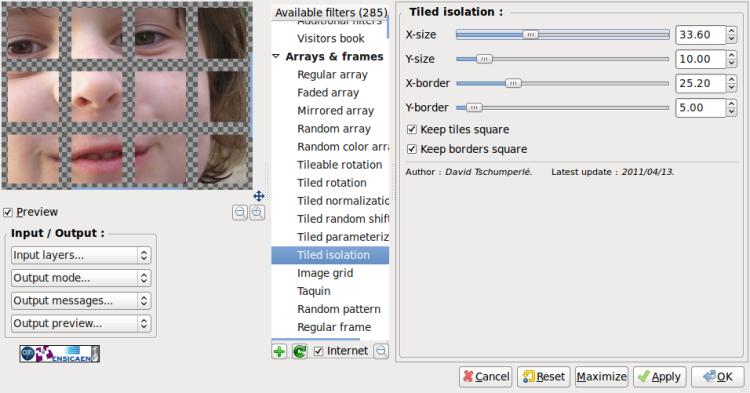 Available filters (285)
Additional filters
Visitors book
Arrays & frames
Regular array
Faded array
Mirrored array
Random array
Random color arra
Tileable rotation
Tiled rotation
Tiled normalizatio
Tiled random shift
Tiled parameteriz
Tiled isolation
Image grid
Taquin
Random pattern
Regular frame
Internet
Preview
Input / Output :
Input layers...
Output mode...
Output messages...
Output preview...
ENSICAEN
Tiled isolation :
X-size 33.60
Y-size 10.00
X-border 25.20
Y-border 5.00
Keep tiles square
Keep borders square
Author : David Tschumperlé. Latest update : 2011/04/13.
Cancel Reset Maximize Apply OK